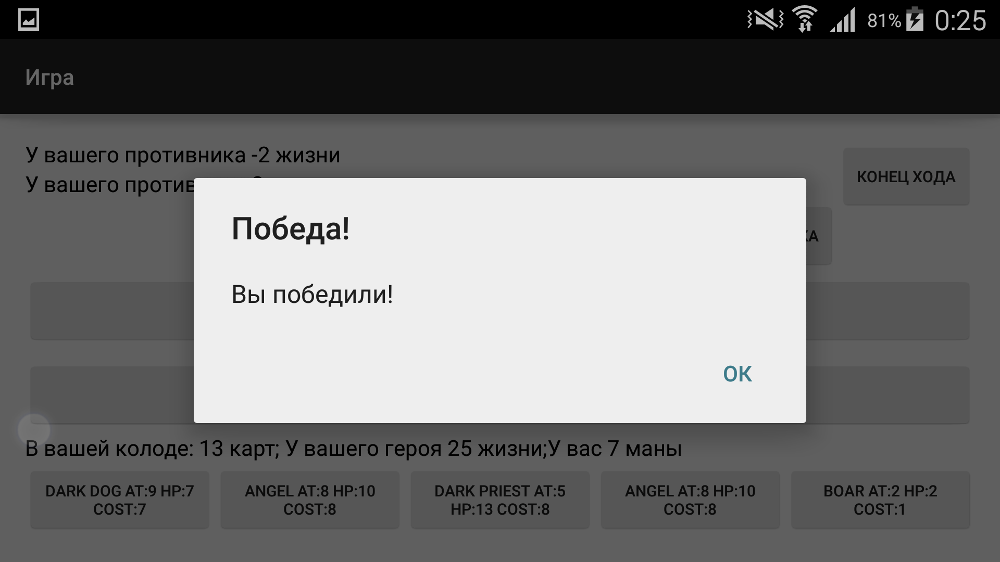 81% 0:25
Игра
У вашего противника -2 жизни
У вашего
КОНЕЦ ХОДА
Победа!
Вы победили!
OK
В вашей колоде: 13 карт; У вашего героя 25 жизни;У вас 7 маны
DARK DOG AT:9 HP:7
COST:7
ANGEL AT:8 HP:10
COST:8
DARK PRIEST AT:5
HP:13 COST:8
ANGEL AT:8 HP:10
COST:8
BOAR AT:2 HP:2
COST:1